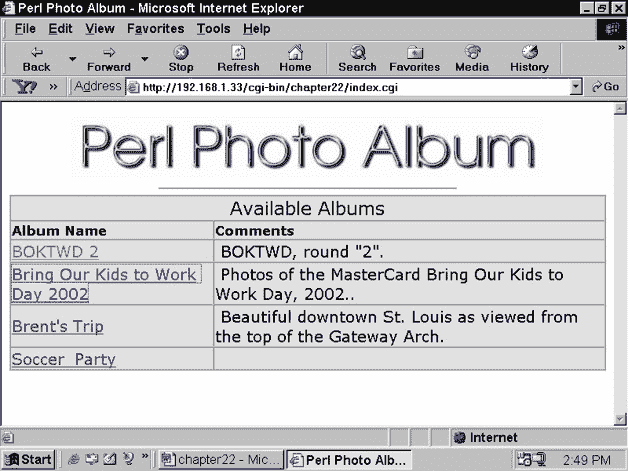 Perl Photo Album - Microsoft Internet Explorer
File Edit View Favorites Tools Help
Back Forward Stop Refresh Home Search Favorites Media History »
Y! » Address http://192.168.1.33/cgi-bin/chapter22/index.cgi Go
Perl Photo Album
Available Albums
Album Name Comments
BOKTWD 2 BOKTWD, round "2".
Bring Our Kids to Work Photos of the MasterCard Bring Our Kids to
Day 2002 Work Day, 2002..
Brent's Trip Beautiful downtown St. Louis as viewed from
the top of the Gateway Arch.
Soccer Party
Internet
Start » chapter22 - Mic... Perl Photo Alb... 2:49 PM